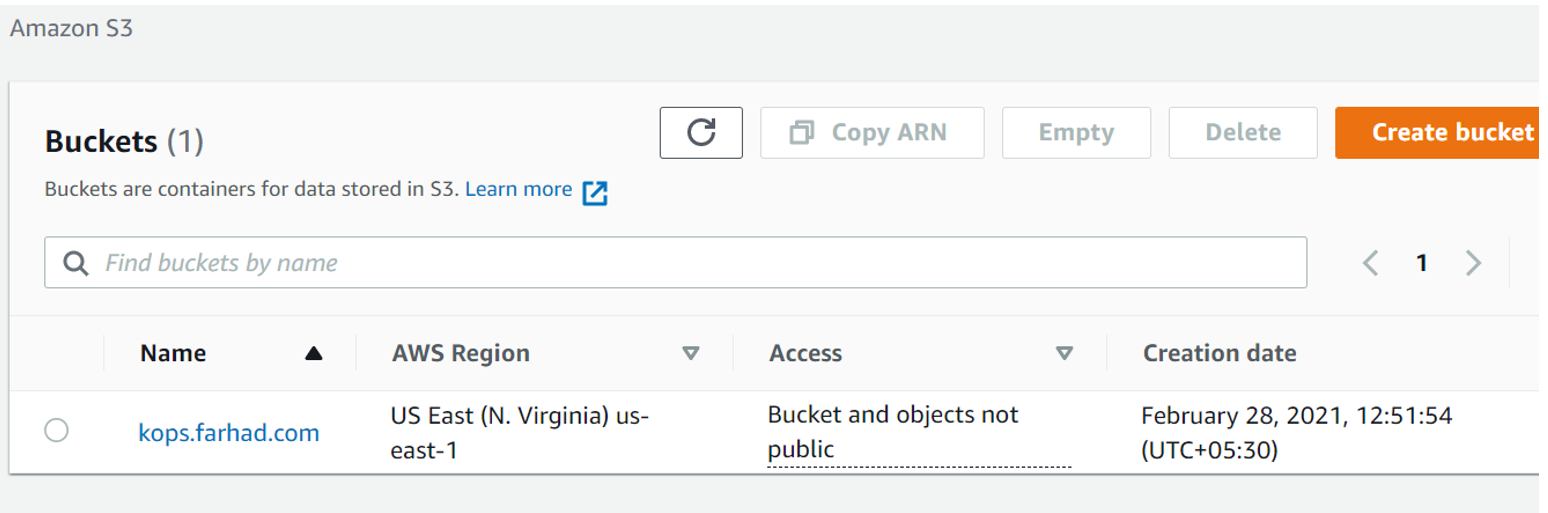 Amazon S3
Buckets (1)
Copy ARN
Empty
Delete
Create bucket
Buckets are containers for data stored in S3. Learn more
Find buckets by name
1
Name
AWS Region
Access
Creation date
kops.farhad.com
US East (N. Virginia) us-
east-1
Bucket and objects not
public
February 28, 2021, 12:51:54
(UTC+05:30)